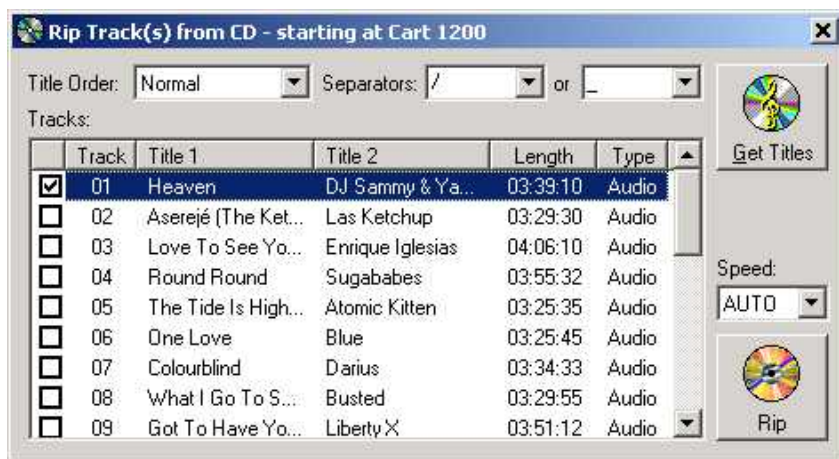 Rip Track(s) from CD - starting at Cart 1200
Title Order: Normal Separators: / or _
Get Titles
Tracks:
Track Title 1 Title 2 Length Type
01 Heaven DJ Sammy & Ya... 03:39:10 Audio
02 Aserejé (The Ket... Las Ketchup 03:29:30 Audio
03 Love To See Yo... Enrique Iglesias 04:06:10 Audio
04 Round Round Sugababes 03:55:32 Audio
05 The Tide Is High... Atomic Kitten 03:25:35 Audio
06 One Love Blue 03:25:45 Audio
07 Colourblind Darius 03:34:33 Audio
08 What I Go To S... Busted 03:29:55 Audio
09 Got To Have Yo... Liberty X 03:51:12 Audio
Speed:
AUTO
Rip